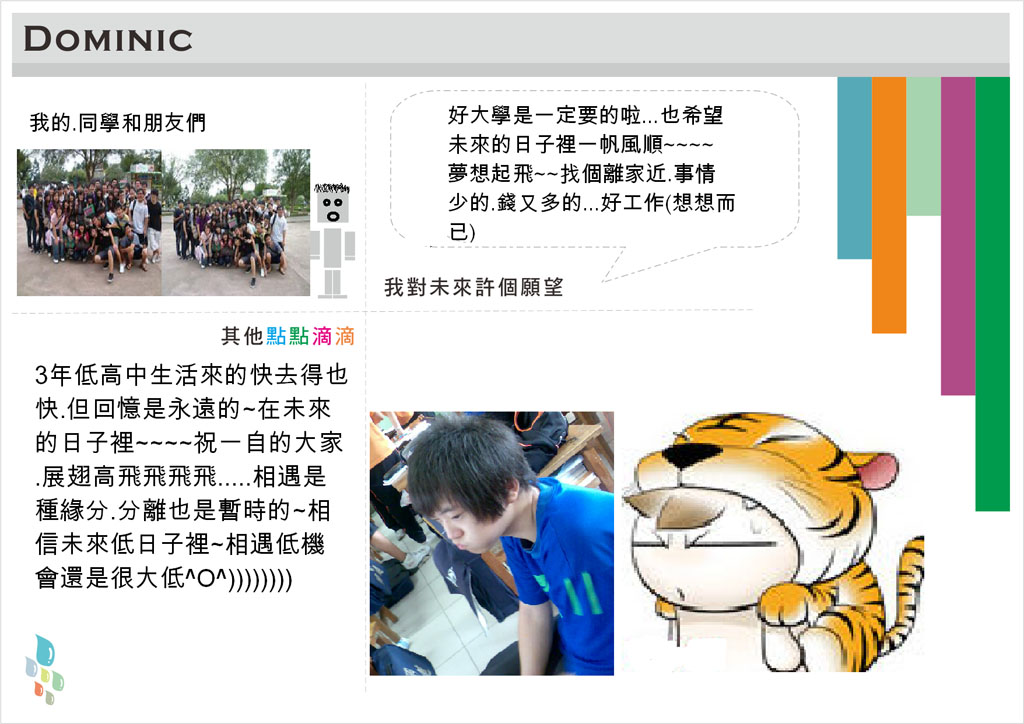 DOMINIC
我的.同學和朋友們
好大學是一定要的啦...也希望
未來的日子裡一帆風順~~~~
夢想起飛~~找個離家近.事情
少的.錢又多的...好工作(想想而
已)
我對未來許個願望
其他點點滴滴
3年低高中生活來的快去得也
快.但回憶是永遠的~在未來
的日子裡~~~~祝一自的大家
.展翅高飛飛飛飛.....相遇是
種緣分.分離也是暫時的~相
信未來低日子裡~相遇低機
會還是很大低^O^))))))))